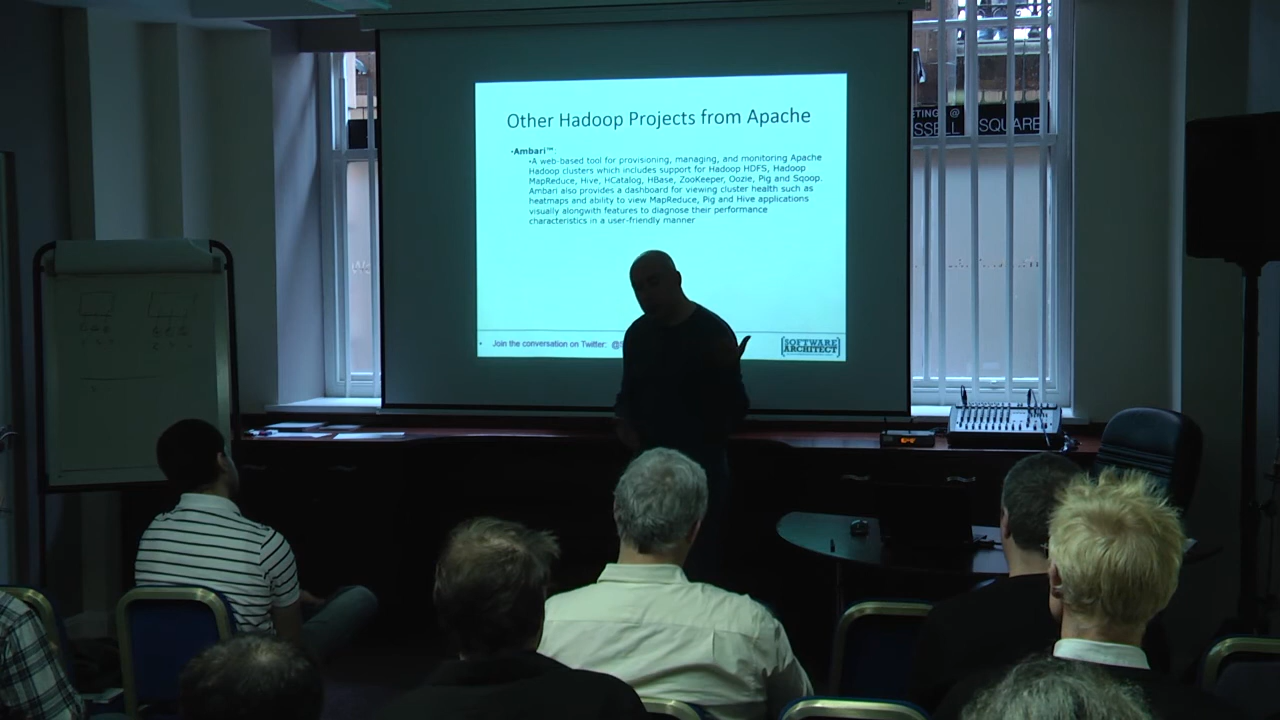 Other Hadoop Projects from Apache
•Ambari™:
•A web-based tool for provisioning, managing, and monitoring Apache
Hadoop clusters which includes support for Hadoop HDFS, Hadoop
MapReduce, Hive, HCatalog, HBase, ZooKeeper, Oozie, Pig and Sqoop.
Ambari also provides a dashboard for viewing cluster health such as
heatmaps and ability to view MapReduce, Pig and Hive applications
visually alongwith features to diagnose their performance
characteristics in a user-friendly manner
• Join the conversation on Twitter: @S
SOFTWARE
ARCHITECT
ETING @
SSELL SQUARE